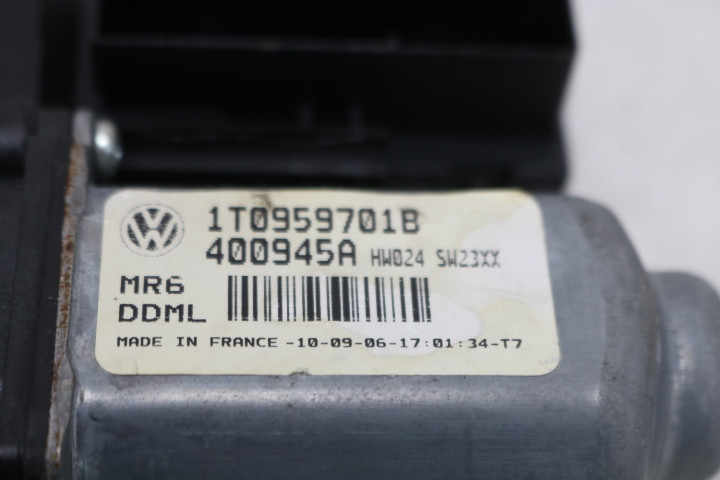 1T0959701B
400945A HW024 SW23XX
MR6
DDML
MADE IN FRANCE -10-09-06-17:01:34-T7